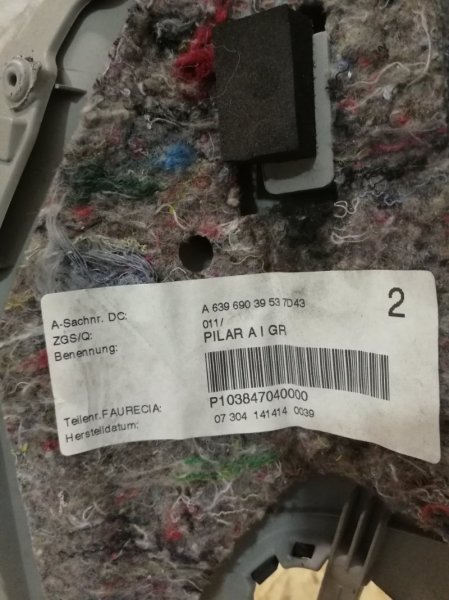 A-Sachnr. DC: A 639 690 39 53 7D43
ZGS/Q: 011/
Benennung: PILAR A I GR
2
Teilenr.FAURECIA: P103847040000
Herstelldatum: 07 304 141414 0039